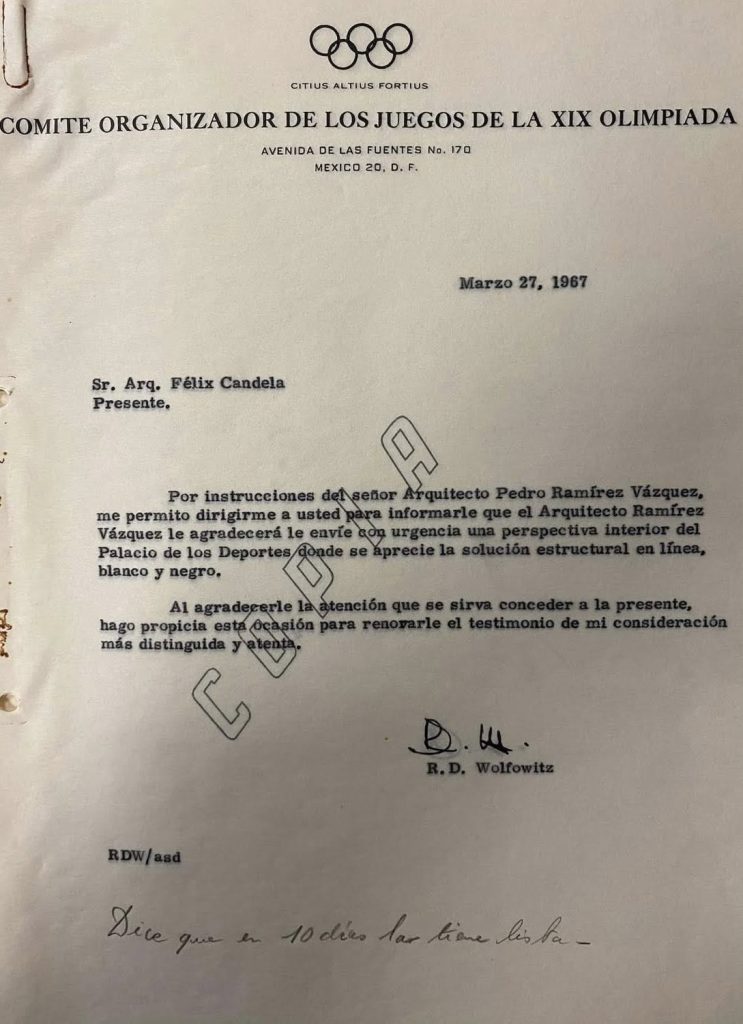 CITIUS ALTIUS FORTIUS
COMITE ORGANIZADOR DE LOS JUEGOS DE LA XIX OLIMPIADA
AVENIDA DE LAS FUENTES No. 170
MEXICO 20, D. F.
Marzo 27, 1967
Sr. Arq. Félix Candela
Presente.
Por instrucciones del señor Arquitecto Pedro Ramírez Vázquez,
me permito dirigirme a usted para informarle que el Arquitecto Ramírez
Vázquez le agradecerá le envíe con urgencia una perspectiva interior del
Palacio de los Deportes donde se aprecie la solución estructural en línea,
blanco y negro.
Al agradecerle la atención que se sirva conceder a la presente,
hago propicia esta ocasión para renovarle el testimonio de mi consideración
más distinguida y atenta.
COPIA
R. D. Wolfowitz
RDW/asd
Dice que en 10 días las tiene lista-